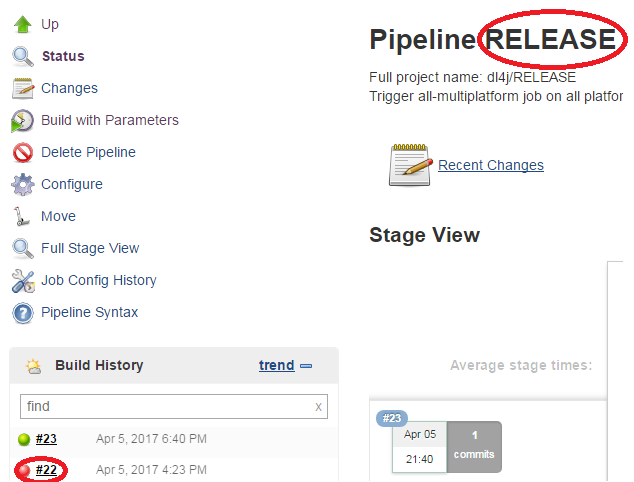 Up
Status
Changes
Build with Parameters
Delete Pipeline
Configure
Move
Full Stage View
Job Config History
Pipeline Syntax
Build History
trend
find
x
#23
Apr 5, 2017 6:40 PM
#22
Apr 5, 2017 4:23 PM
Pipeline RELEASE
Full project name: dl4j/RELEASE
Trigger all-multiplatform job on all platfor
Recent Changes
Stage View
Average stage times:
#23
Apr 05
21:40
1
commits